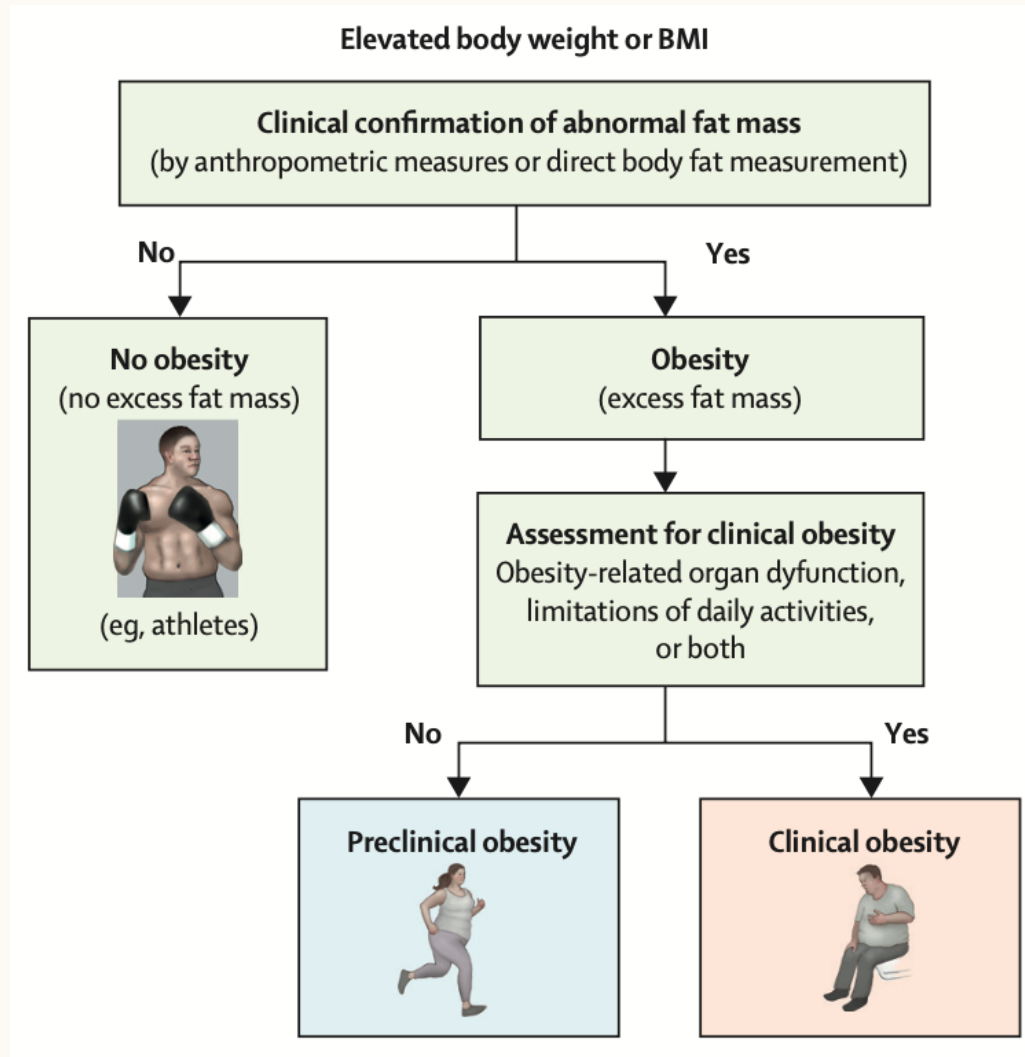 Elevated body weight or BMI
Clinical confirmation of abnormal fat mass
(by anthropometric measures or direct body fat measurement)
No
Yes
No obesity
(no excess fat mass)
(eg, athletes)
Obesity
(excess fat mass)
Assessment for clinical obesity
Obesity-related organ dyfunction,
limitations of daily activities,
or both
No
Yes
Preclinical obesity
Clinical obesity